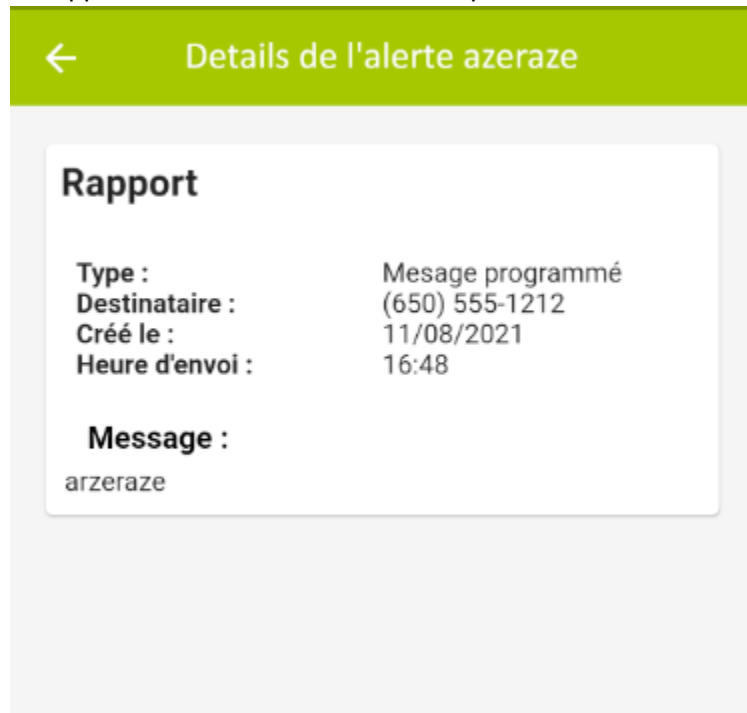 Details de l'alerte azeraze
Rapport
Type : Mesage programmé
Destinataire : (650) 555-1212
Créé le : 11/08/2021
Heure d'envoi : 16:48
Message :
arzeraze